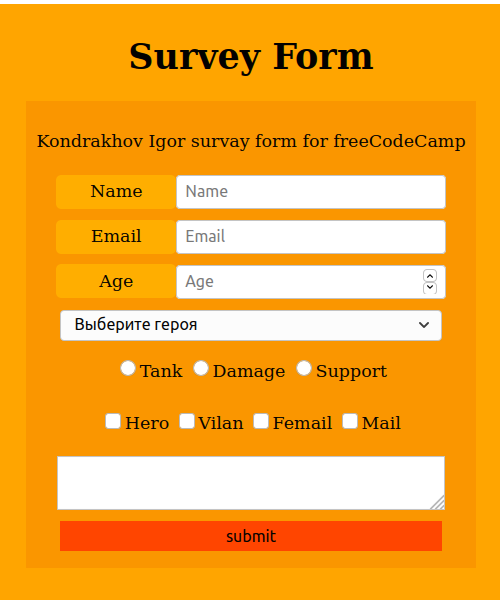 Survey Form
Kondrakhov Igor survay form for freeCodeCamp
Name Name
Email Email
Age Age
Выберите героя
Tank Damage Support
Hero Vilan Femail Mail
submit